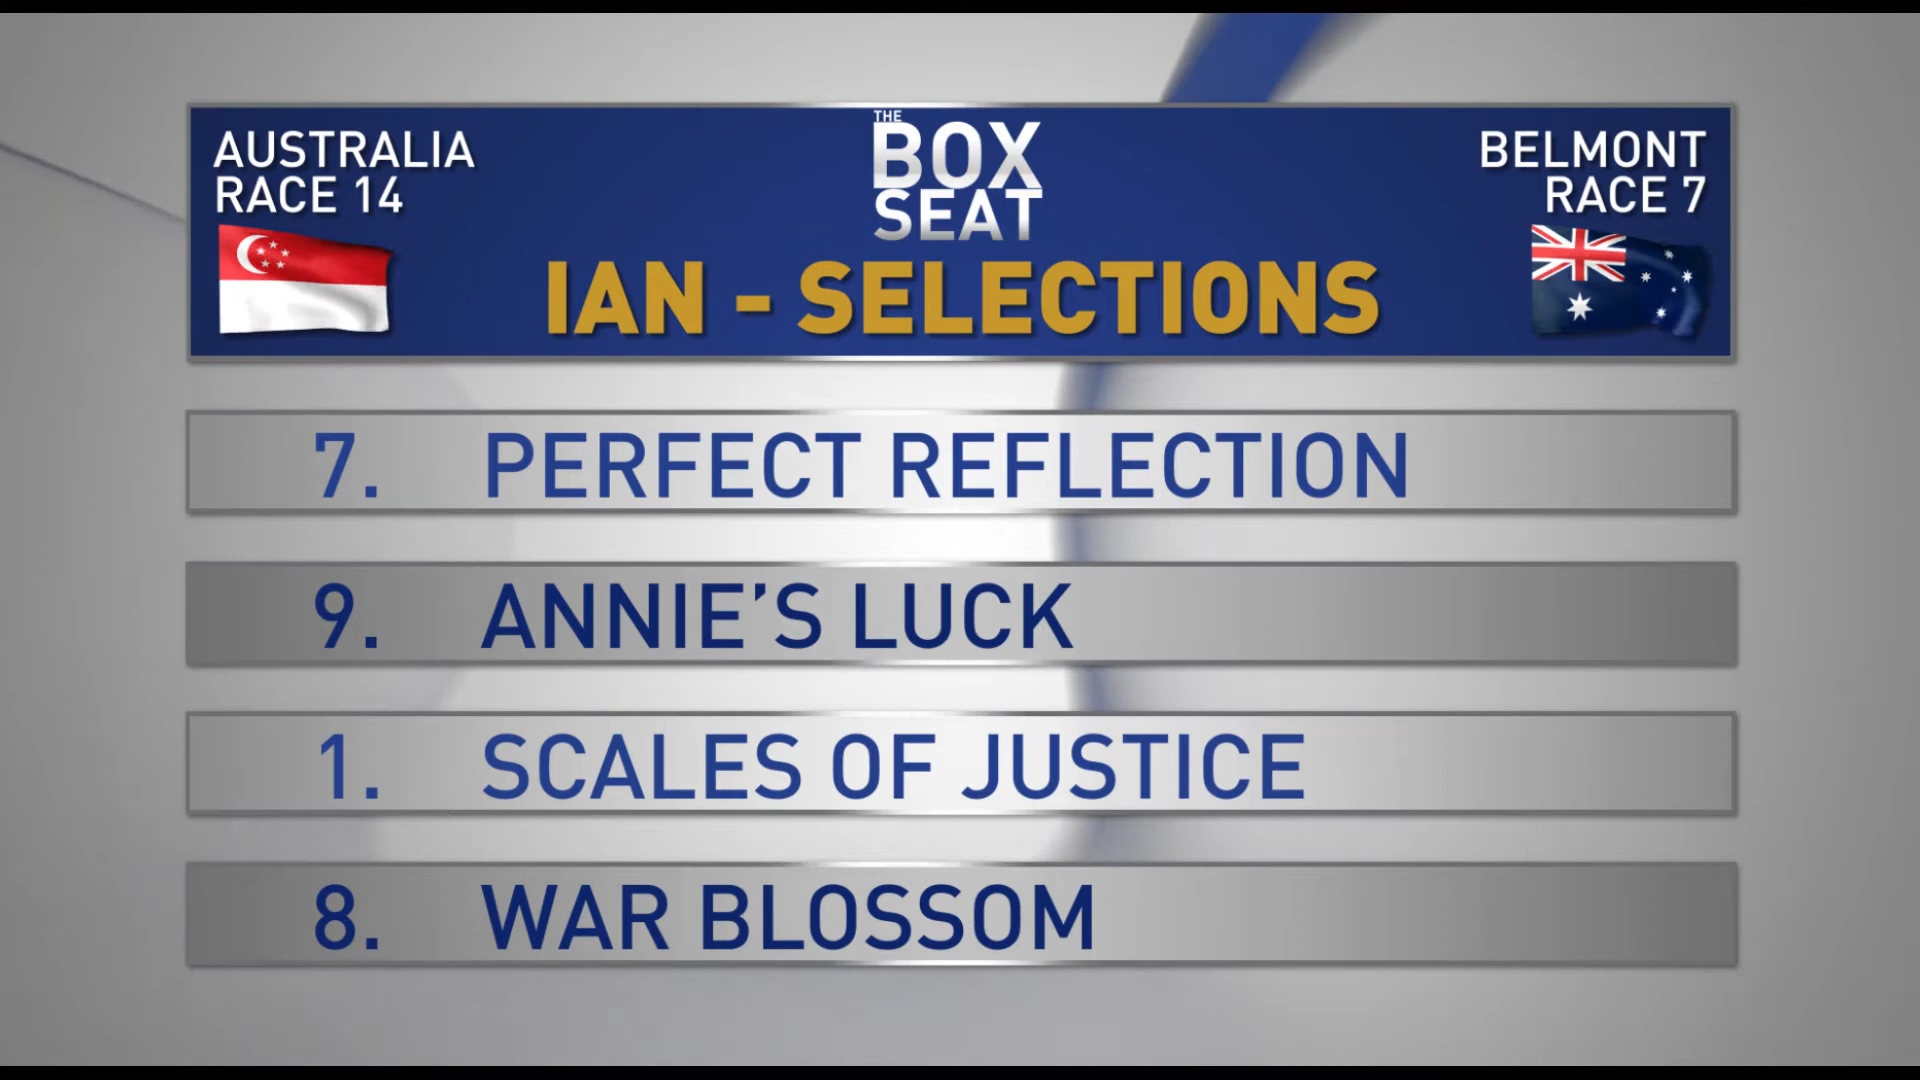 AUSTRALIA
RACE 14
THE
BOX
SEAT
BELMONT
RACE 7
IAN - SELECTIONS
7. PERFECT REFLECTION
9. ANNIE'S LUCK
1. SCALES OF JUSTICE
8. WAR BLOSSOM